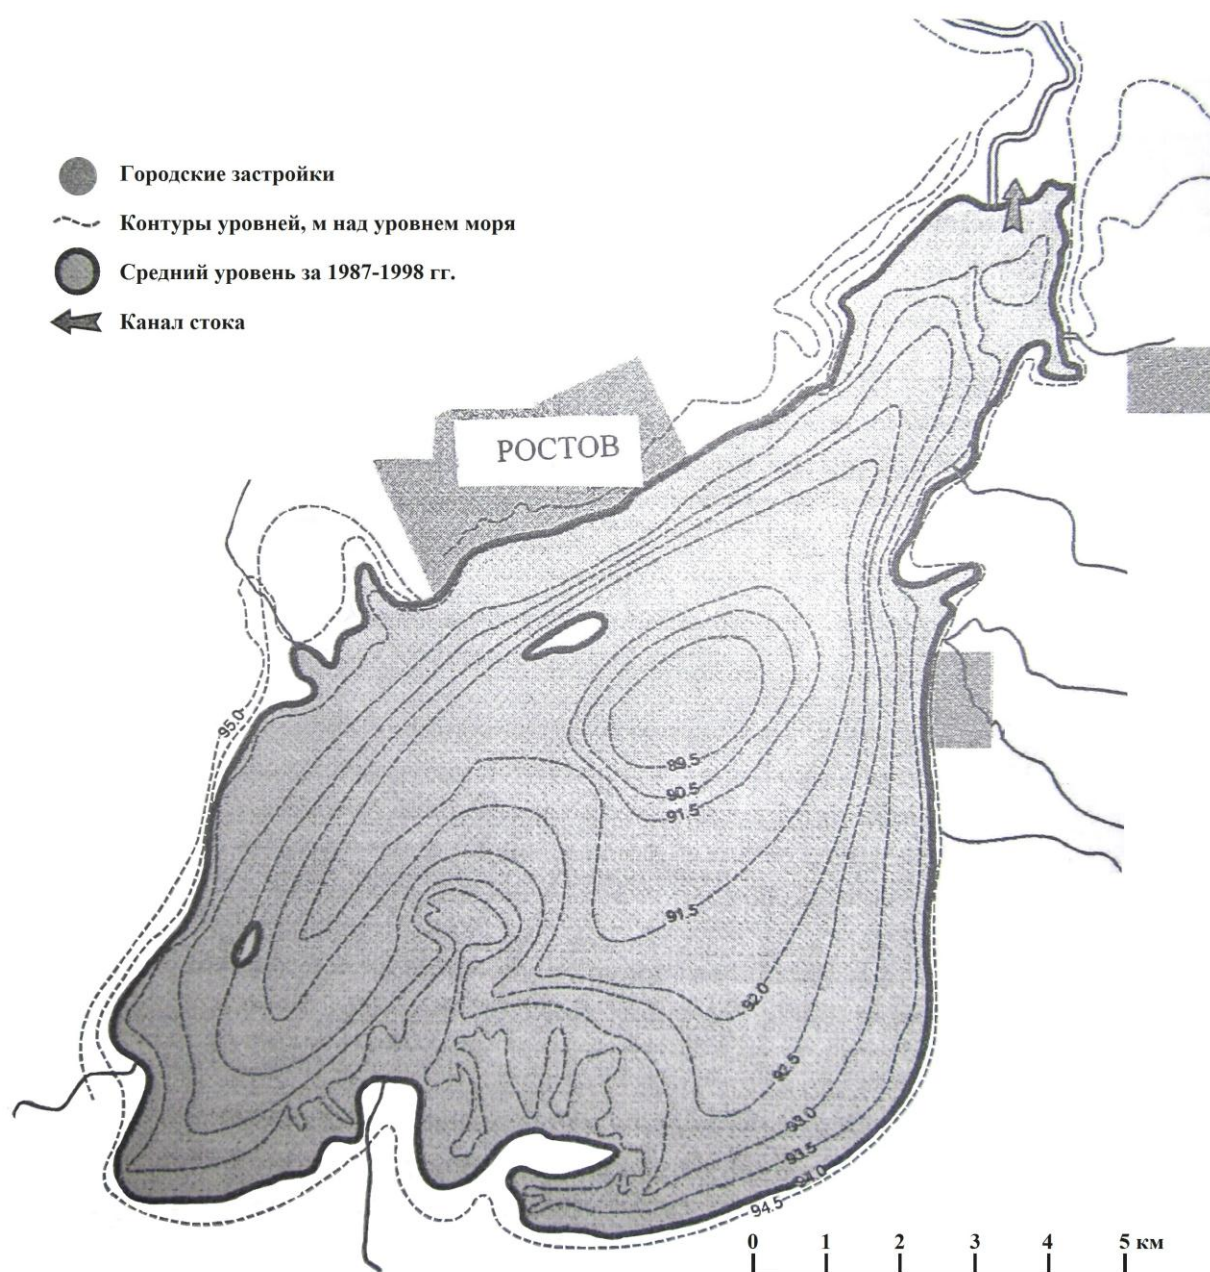 Городские застройки
Контуры уровней, м над уровнем моря
Средний уровень за 1987-1998 гг.
Канал стока
РОСТОВ
95.0
89.5
90.5
91.5
91.5
92.0
92.5
93.0
93.5
94.0
94.5
0 1 2 3 4 5 км